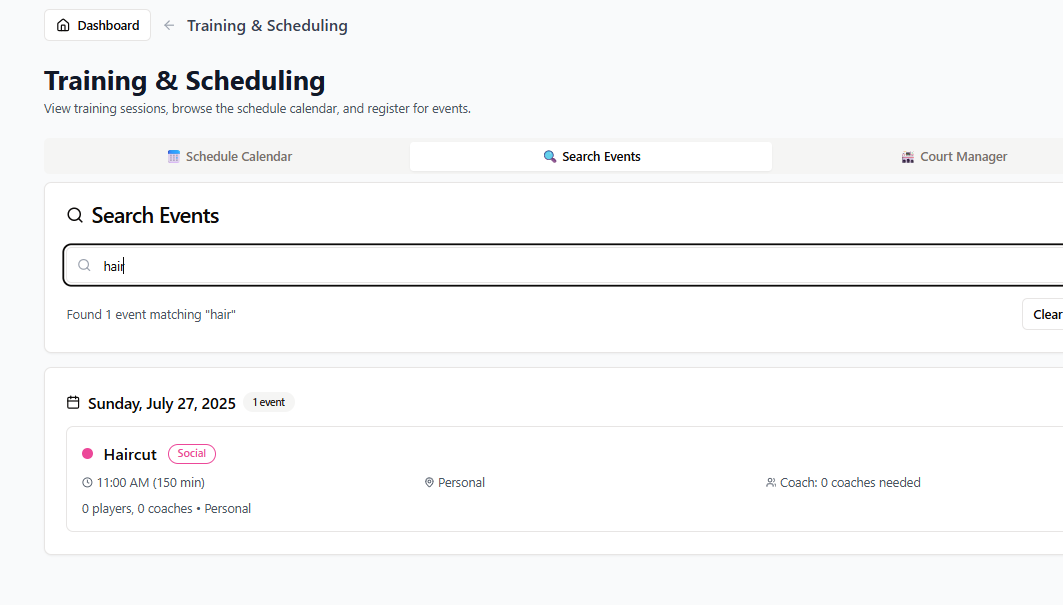 Dashboard
Training & Scheduling
Training & Scheduling
View training sessions, browse the schedule calendar, and register for events.
Schedule Calendar
Search Events
Court Manager
Search Events
hair
Found 1 event matching "hair"
Clear
Sunday, July 27, 2025
1 event
Haircut
Social
11:00 AM (150 min)
Personal
Coach: 0 coaches needed
0 players, 0 coaches • Personal